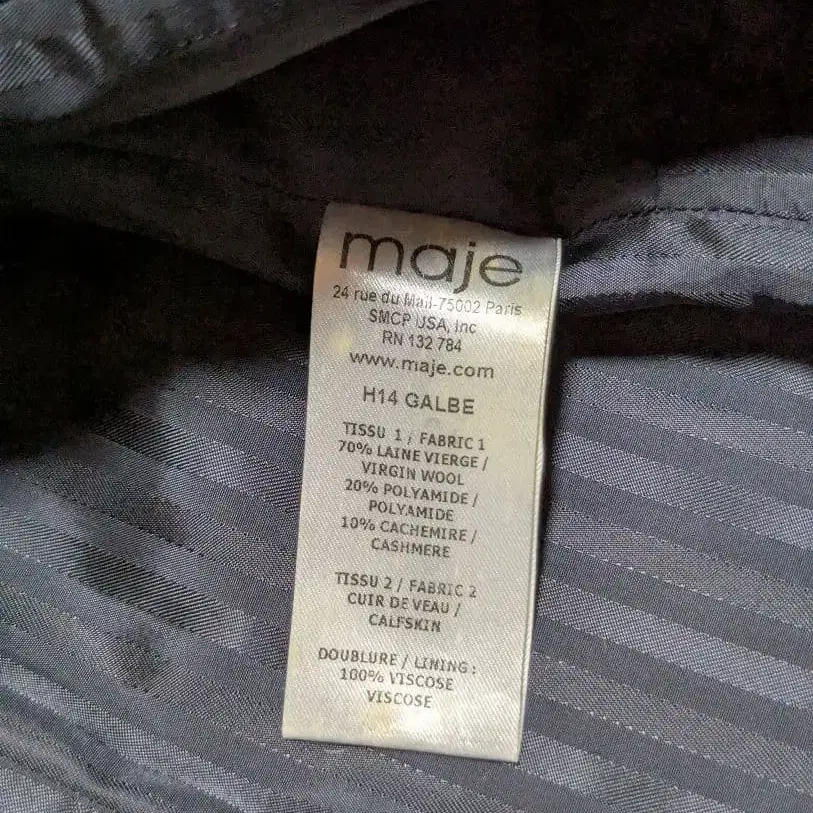 maje
24 rue du Mail-75002 Paris
SMCP USA, Inc
RN 132 784
www.maje.com
H14 GALBE
TISSU 1 / FABRIC 1
70% LAINE VIERGE /
VIRGIN WOOL
20% POLYAMIDE /
POLYAMIDE
10% CACHEMIRE /
CASHMERE
TISSU 2 / FABRIC 2
CUIR DE VEAU /
CALFSKIN
DOUBLURE / LINING :
100% VISCOSE
VISCOSE